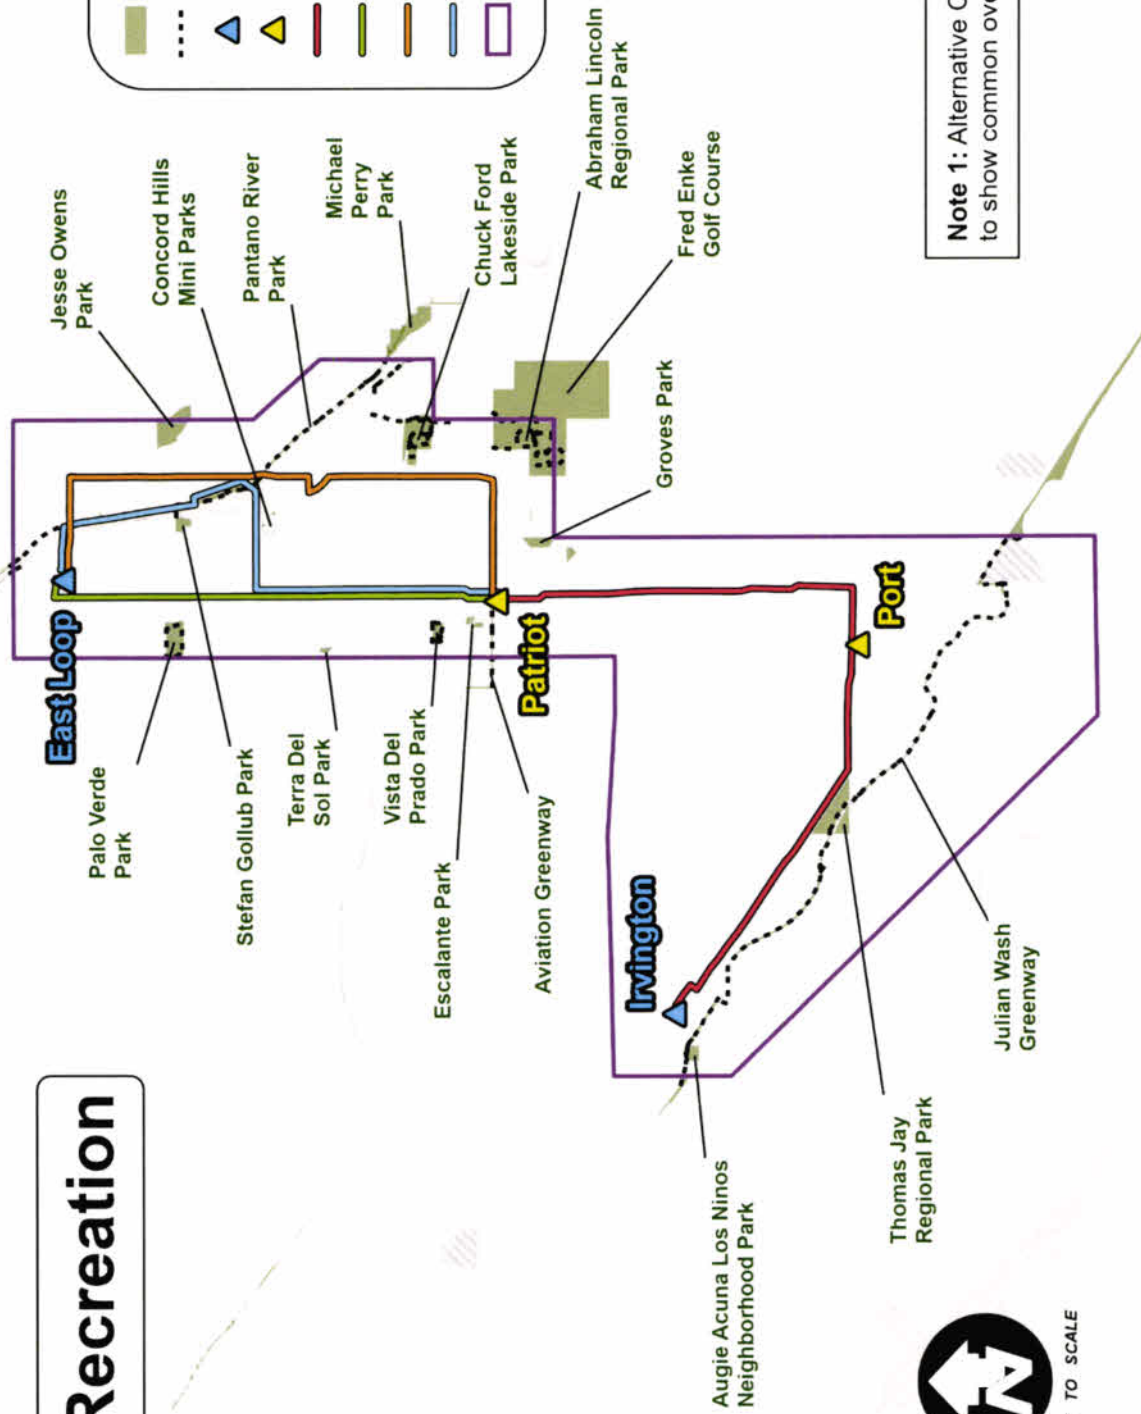 Recreation
East Loop
Palo Verde
Park
Stefan Gollub Park
Terra Del
Sol Park
Vista Del
Prado Park
Escalante Park
Aviation Greenway
Patriot
Jesse Owens
Park
Concord Hills
Mini Parks
Pantano River
Park
Michael
Perry
Park
Chuck Ford
Lakeside Park
Abraham Lincoln
Regional Park
Fred Enke
Golf Course
Groves Park
Irvington
Port
Augie Acuna Los Ninos
Neighborhood Park
Thomas Jay
Regional Park
Julian Wash
Greenway
TO SCALE
Note 1: Alternative
to show common